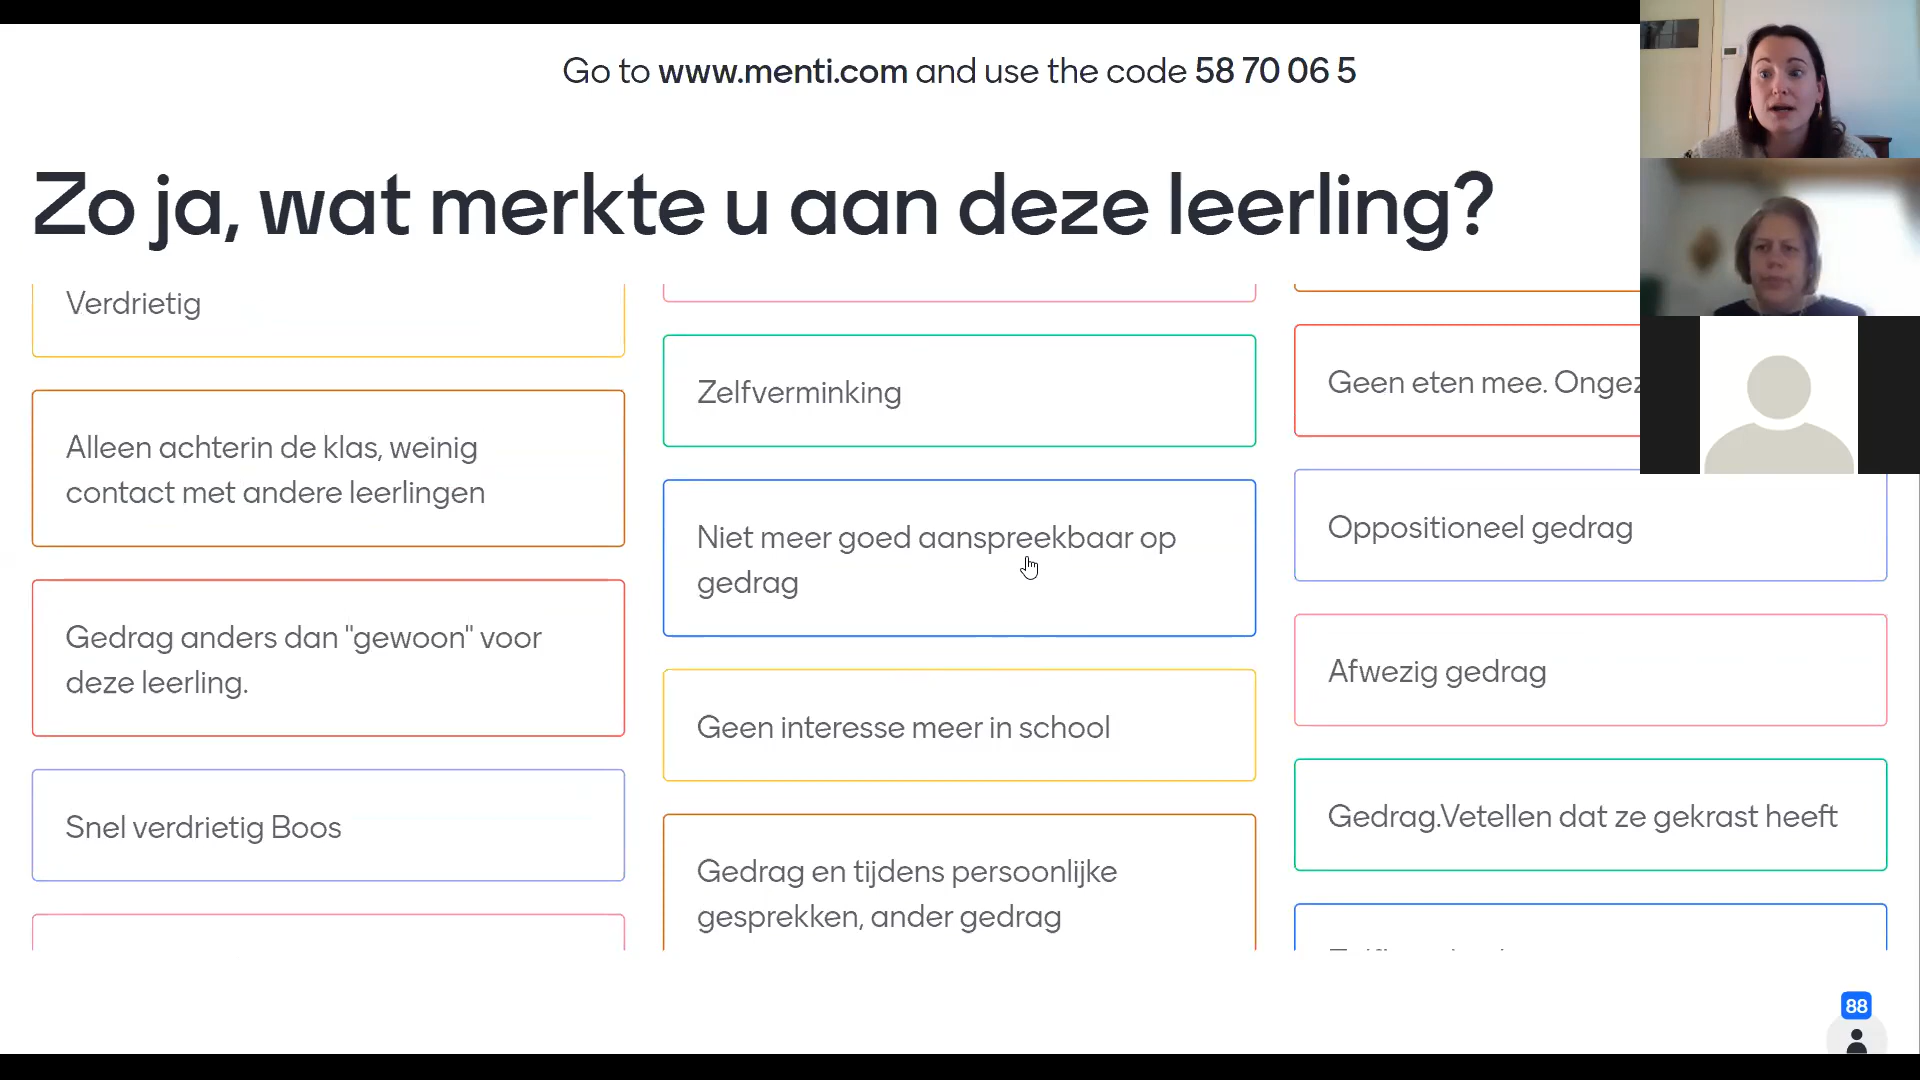 Go to www.menti.com and use the code 58 70 06 5
Zo ja, wat merkte u aan deze leerling?
Verdrietig
Alleen achterin de klas, weinig
contact met andere leerlingen
Gedrag anders dan "gewoon" voor
deze leerling.
Snel verdrietig Boos
Zelfverminking
Niet meer goed aanspreekbaar op
gedrag
Geen interesse meer in school
Gedrag en tijdens persoonlijke
gesprekken, ander gedrag
Geen eten mee.
Oppositioneel gedrag
Afwezig gedrag
Gedrag.Vetellen dat ze gekrast heeft
88